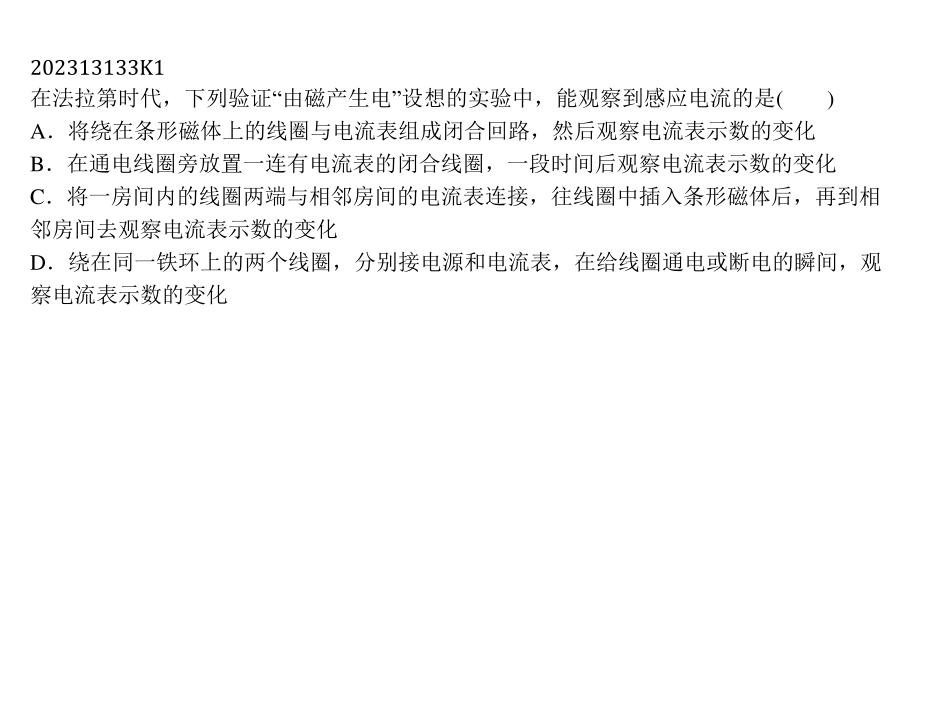 202313133K1
在法拉第时代，下列验证“由磁产生电”设想的实验中，能观察到感应电流的是(　　)
A．将绕在条形磁体上的线圈与电流表组成闭合回路，然后观察电流表示数的变化
B．在通电线圈旁放置一连有电流表的闭合线圈，一段时间后观察电流表示数的变化
C．将一房间内的线圈两端与相邻房间的电流表连接，往线圈中插入条形磁体后，再到相
邻房间去观察电流表示数的变化
D．绕在同一铁环上的两个线圈，分别接电源和电流表，在给线圈通电或断电的瞬间，观
察电流表示数的变化